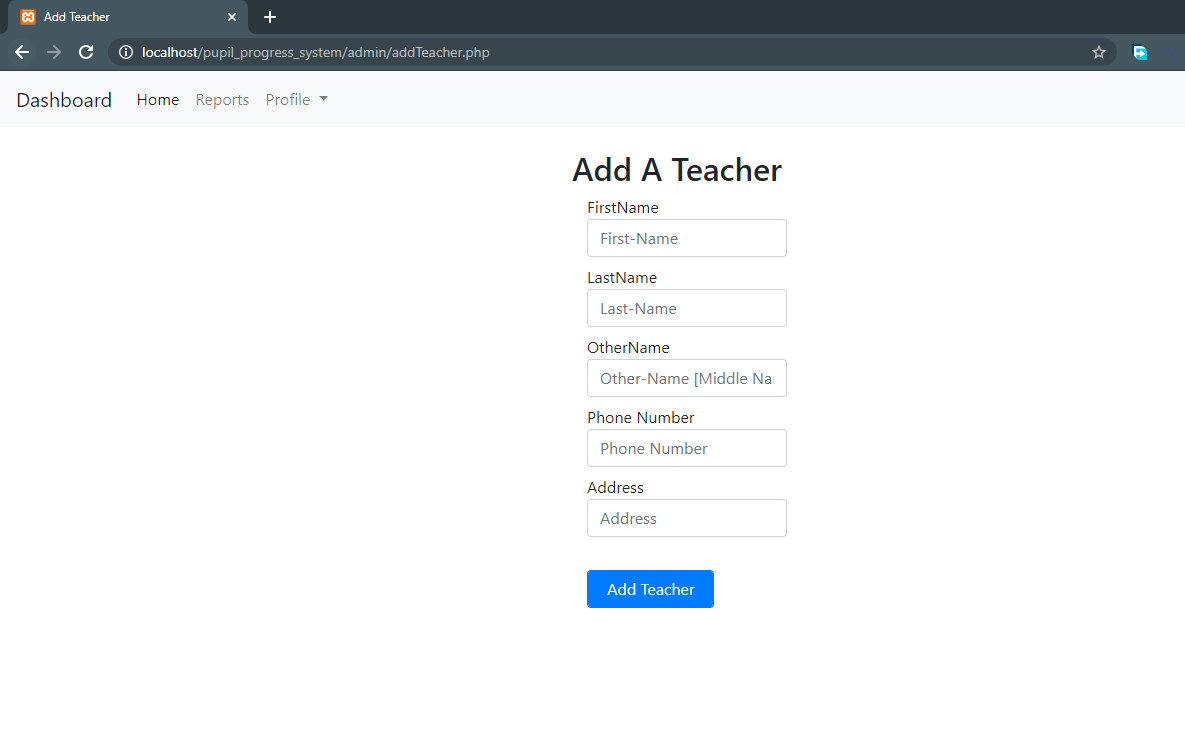 Add Teacher
localhost/pupil_progress_system/admin/addTeacher.php
Dashboard Home Reports Profile
Add A Teacher
FirstName
First-Name
LastName
Last-Name
OtherName
Other-Name [Middle Na
Phone Number
Phone Number
Address
Address
Add Teacher